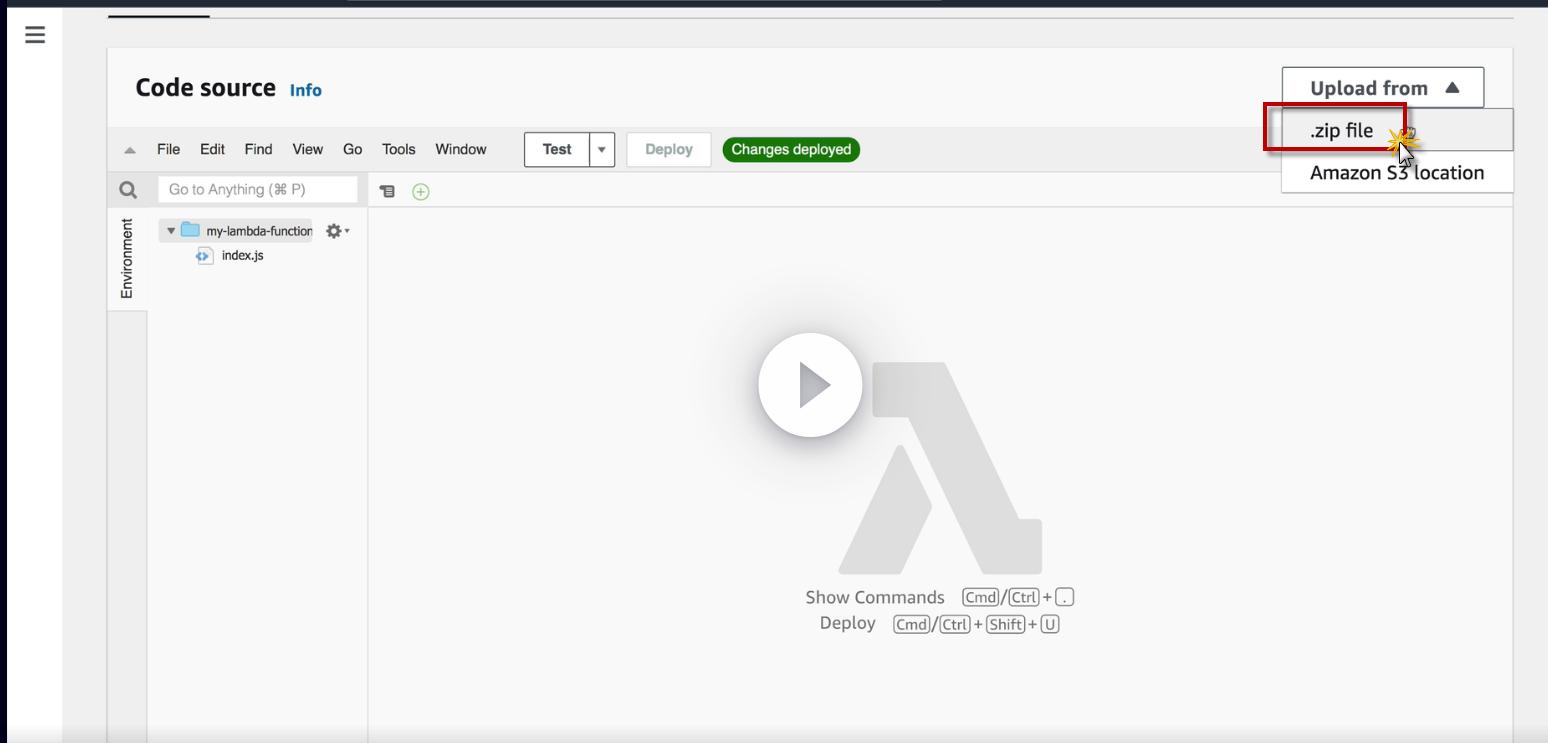 Code source Info
Upload from
.zip file
Amazon S3 location
File Edit Find View Go Tools Window Test Deploy Changes deployed
Go to Anything (⌘ P)
Environment
my-lambda-function
index.js
Show Commands Cmd/Ctrl+.
Deploy Cmd/Ctrl+Shift+U